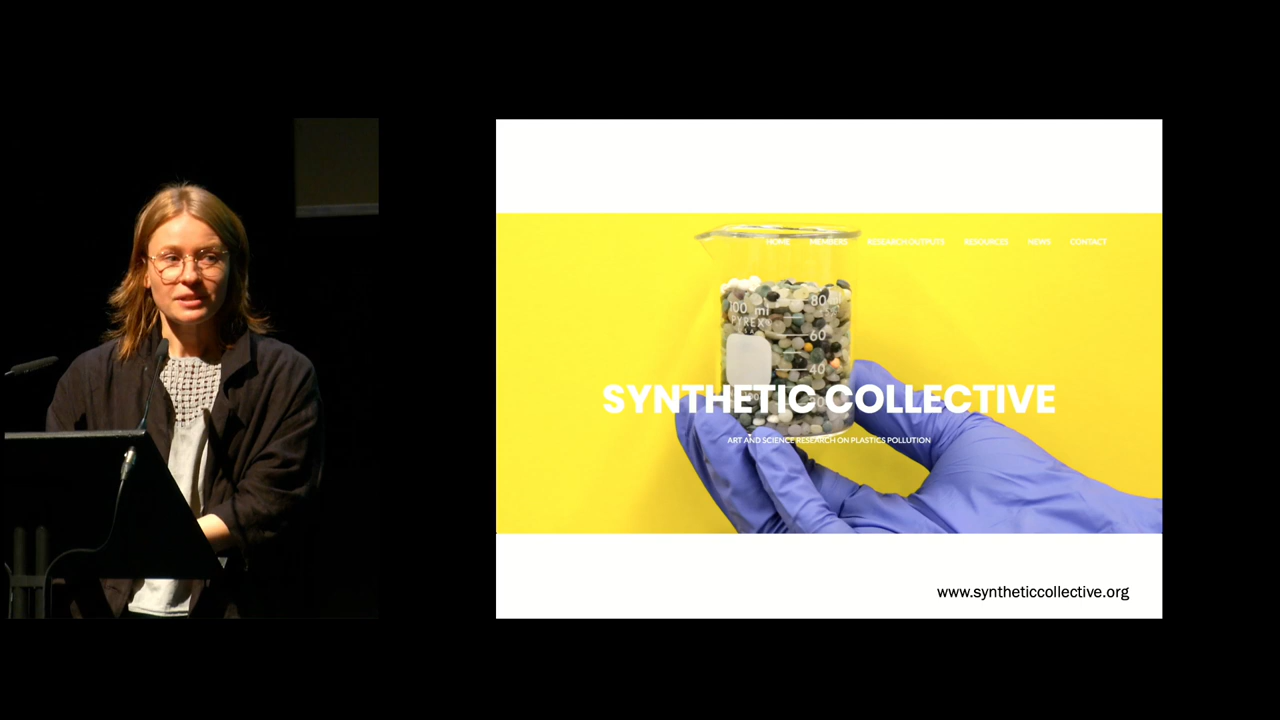 HOME MEMBERS RESEARCH OUTPUTS RESOURCES NEWS CONTACT
100 ml
PYREX®
80
60
40
SYNTHETIC COLLECTIVE
ART AND SCIENCE RESEARCH ON PLASTICS POLLUTION
www.syntheticcollective.org